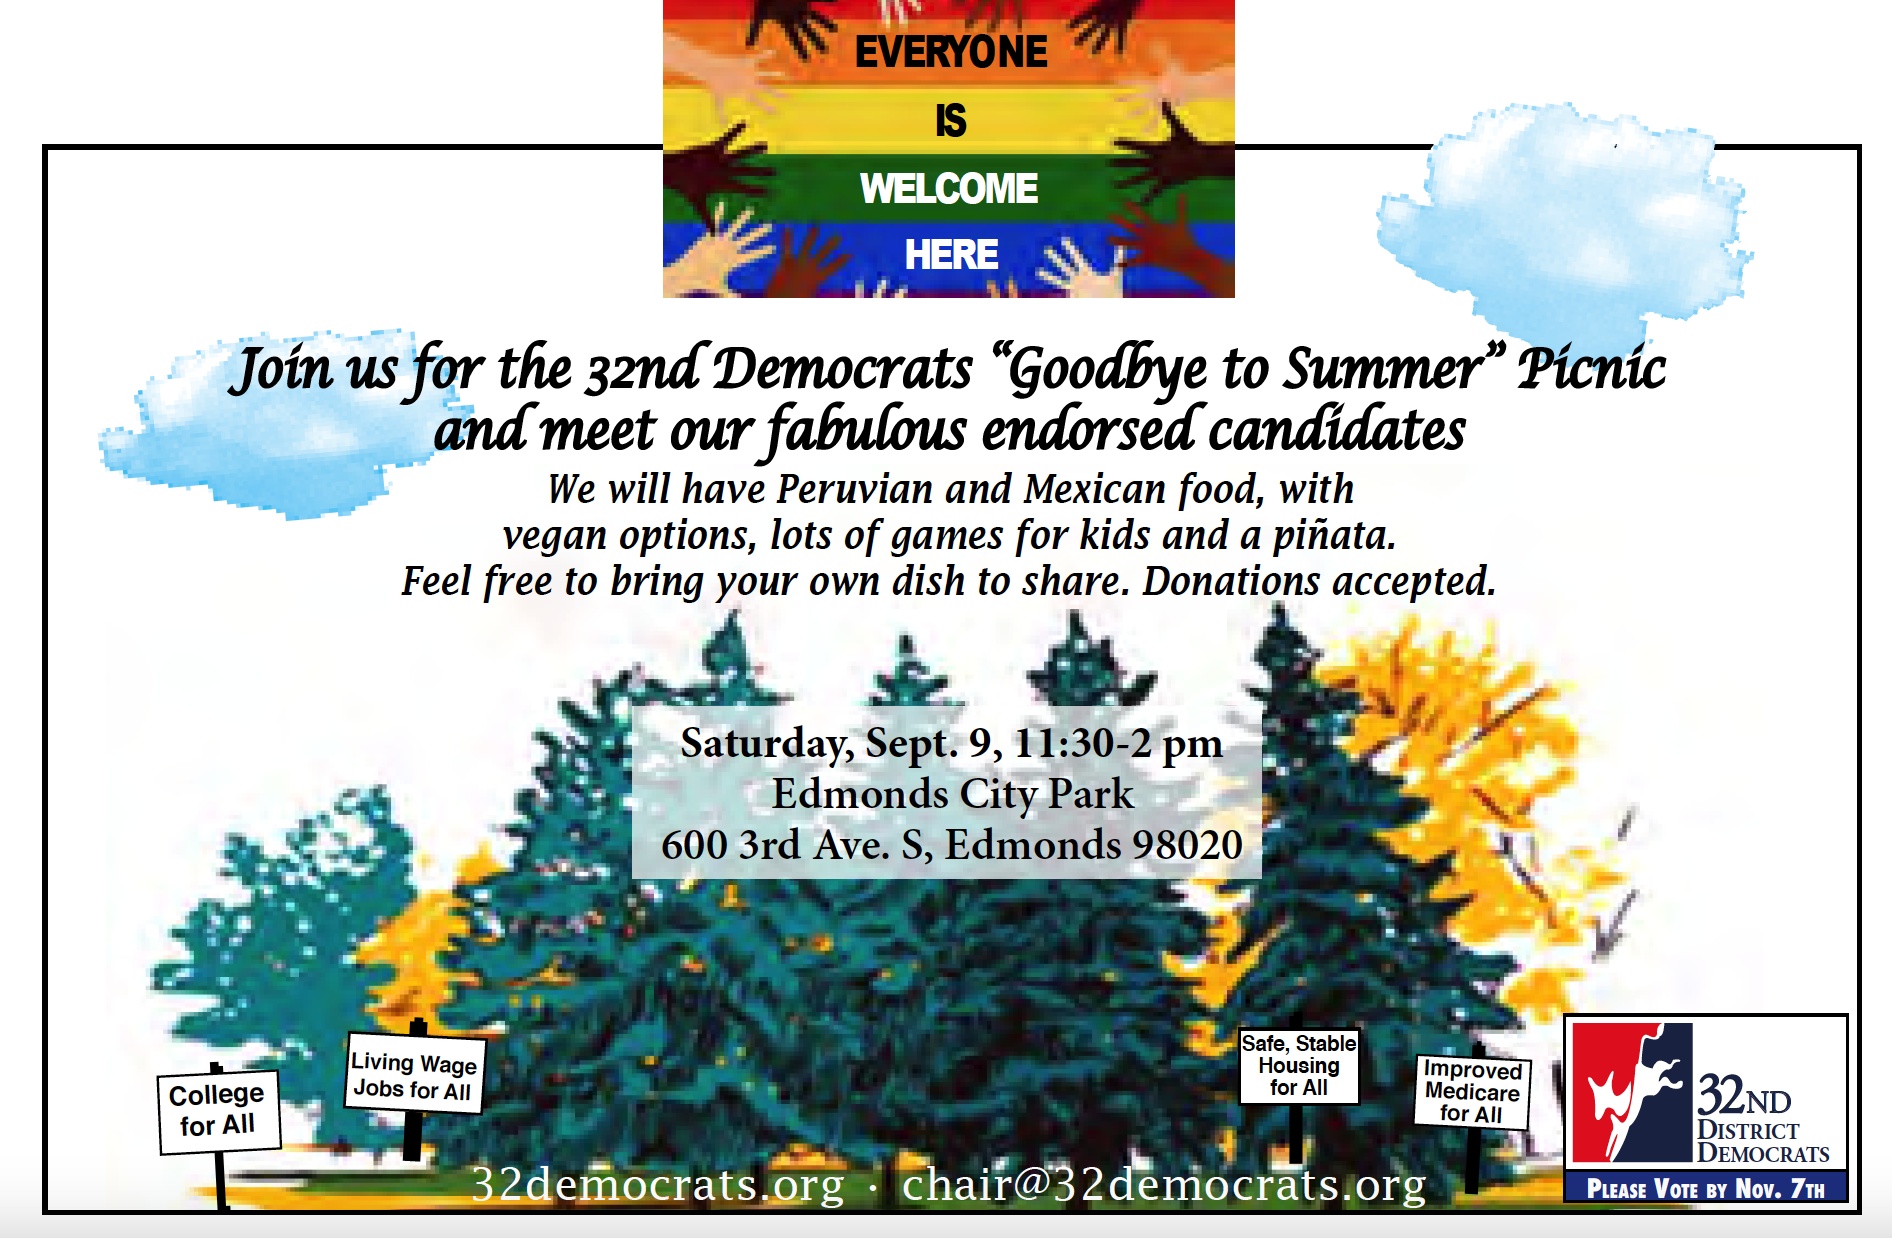 EVERYONE
IS
WELCOME
HERE
Join us for the 32nd Democrats “Goodbye to Summer” Picnic
and meet our fabulous endorsed candidates
We will have Peruvian and Mexican food, with
vegan options, lots of games for kids and a piñata.
Feel free to bring your own dish to share. Donations accepted.
Saturday, Sept. 9, 11:30-2 pm
Edmonds City Park
600 3rd Ave. S, Edmonds 98020
College
for All
Living Wage
Jobs for All
Safe, Stable
Housing
for All
Improved
Medicare
for All
32ND
DISTRICT
DEMOCRATS
PLEASE VOTE BY NOV. 7TH
32democrats.org · chair@32democrats.org